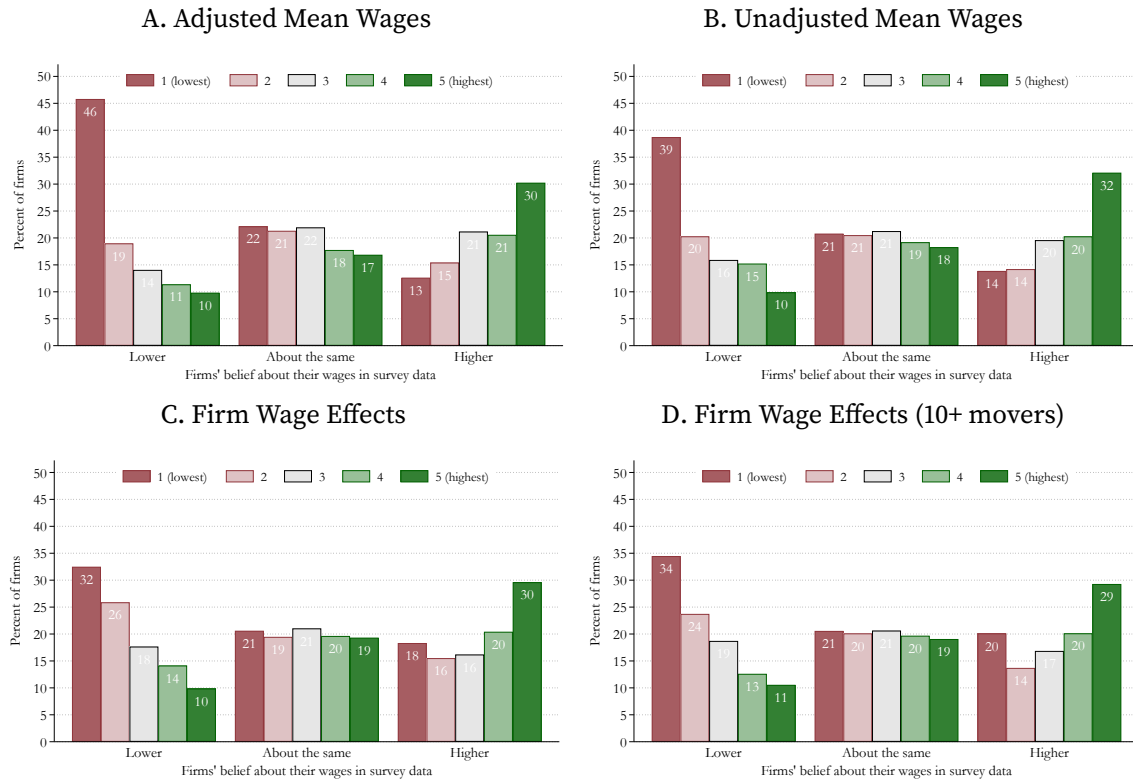 A. Adjusted Mean Wages
50
45
40
35
30
25
20
15
10
5
0
Percent of firms
1 (lowest) 2 3 4 5 (highest)
46 19 14 11 10
22 21 22 18 17
13 15 21 21 30
Lower About the same Higher
Firms' belief about their wages in survey data
B. Unadjusted Mean Wages
50
45
40
35
30
25
20
15
10
5
0
Percent of firms
1 (lowest) 2 3 4 5 (highest)
39 20 16 15 10
21 21 21 19 18
14 14 20 20 32
Lower About the same Higher
Firms' belief about their wages in survey data
C. Firm Wage Effects
50
45
40
35
30
25
20
15
10
5
0
Percent of firms
1 (lowest) 2 3 4 5 (highest)
32 26 18 14 10
21 19 21 20 19
18 16 16 20 30
Lower About the same Higher
Firms' belief about their wages in survey data
D. Firm Wage Effects (10+ movers)
50
45
40
35
30
25
20
15
10
5
0
Percent of firms
1 (lowest) 2 3 4 5 (highest)
34 24 19 13 11
21 20 21 20 19
20 14 17 20 29
Lower About the same Higher
Firms' belief about their wages in survey data